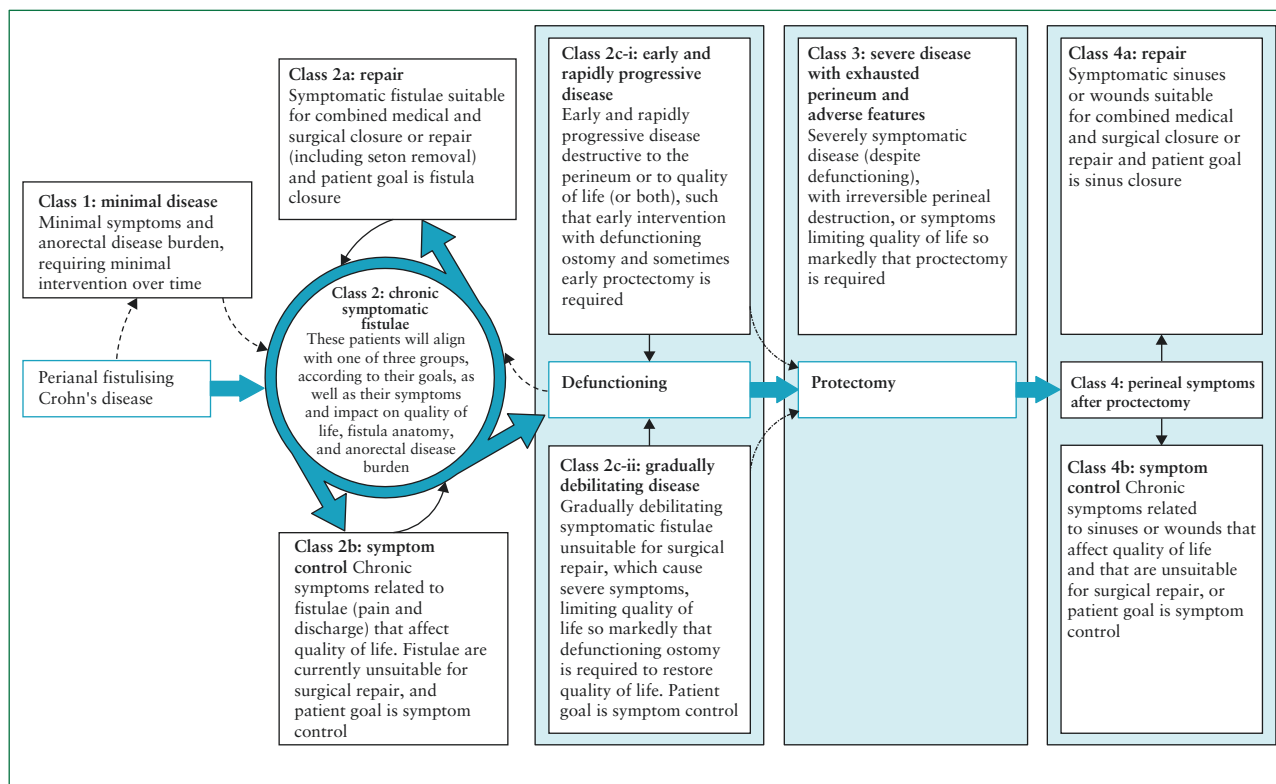 Class 1: minimal disease
Minimal symptoms and
anorectal disease burden,
requiring minimal
intervention over time
Perianal fistulising
Crohn's disease
Class 2a: repair
Symptomatic fistulae suitable
for combined medical and
surgical closure or repair
(including seton removal)
and patient goal is fistula
closure
Class 2: chronic
symptomatic
fistulae
These patients will align
with one of three groups,
according to their goals, as
well as their symptoms
and impact on quality of
life, fistula anatomy,
and anorectal disease
burden
Class 2b: symptom
control Chronic
symptoms related to
fistulae (pain and
discharge) that affect
quality of life. Fistulae are
currently unsuitable for
surgical repair, and
patient goal is symptom
control
Class 2c-i: early and
rapidly progressive
disease
Early and rapidly
progressive disease
destructive to the
perineum or to quality
of life (or both), such
that early intervention
with defunctioning
ostomy and sometimes
early proctectomy is
required
Defunctioning
Class 2c-ii: gradually
debilitating disease
Gradually debilitating
symptomatic fistulae
unsuitable for surgical
repair, which cause
severe symptoms,
limiting quality of
life so markedly that
defunctioning ostomy
is required to restore
quality of life. Patient
goal is symptom control
Class 3: severe disease
with exhausted
perineum and
adverse features
Severely symptomatic
disease (despite
defunctioning),
with irreversible perineal
destruction, or symptoms
limiting quality of life so
markedly that proctectomy
is required
Protectomy
Class 4a: repair
Symptomatic sinuses
or wounds suitable
for combined medical
and surgical closure or
repair and patient goal
is sinus closure
Class 4: perineal symptoms
after proctectomy
Class 4b: symptom
control Chronic
symptoms related
to sinuses or wounds that
affect quality of life
and that are unsuitable
for surgical repair, or
patient goal is symptom
control